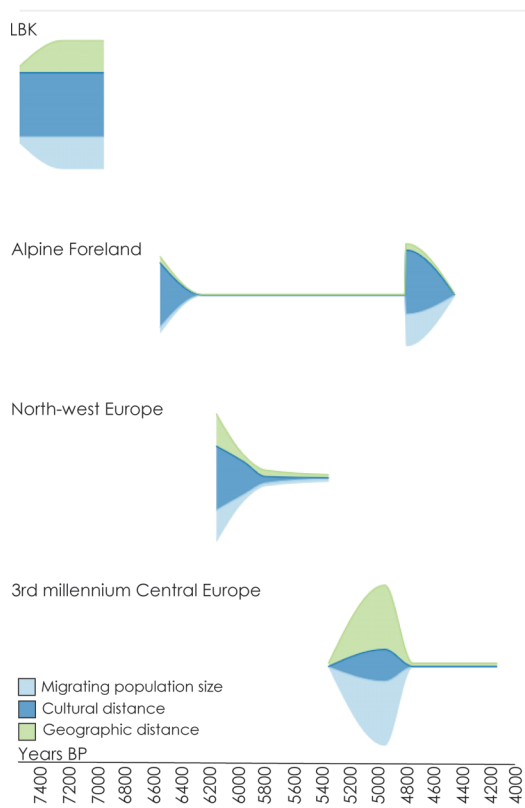 LBK
Alpine Foreland
North-west Europe
3rd millennium Central Europe
Migrating population size
Cultural distance
Geographic distance
Years BP
7400
7200
7000
6800
6600
6400
6200
6000
5800
5600
5400
5200
5000
4800
4600
4400
4200
4000